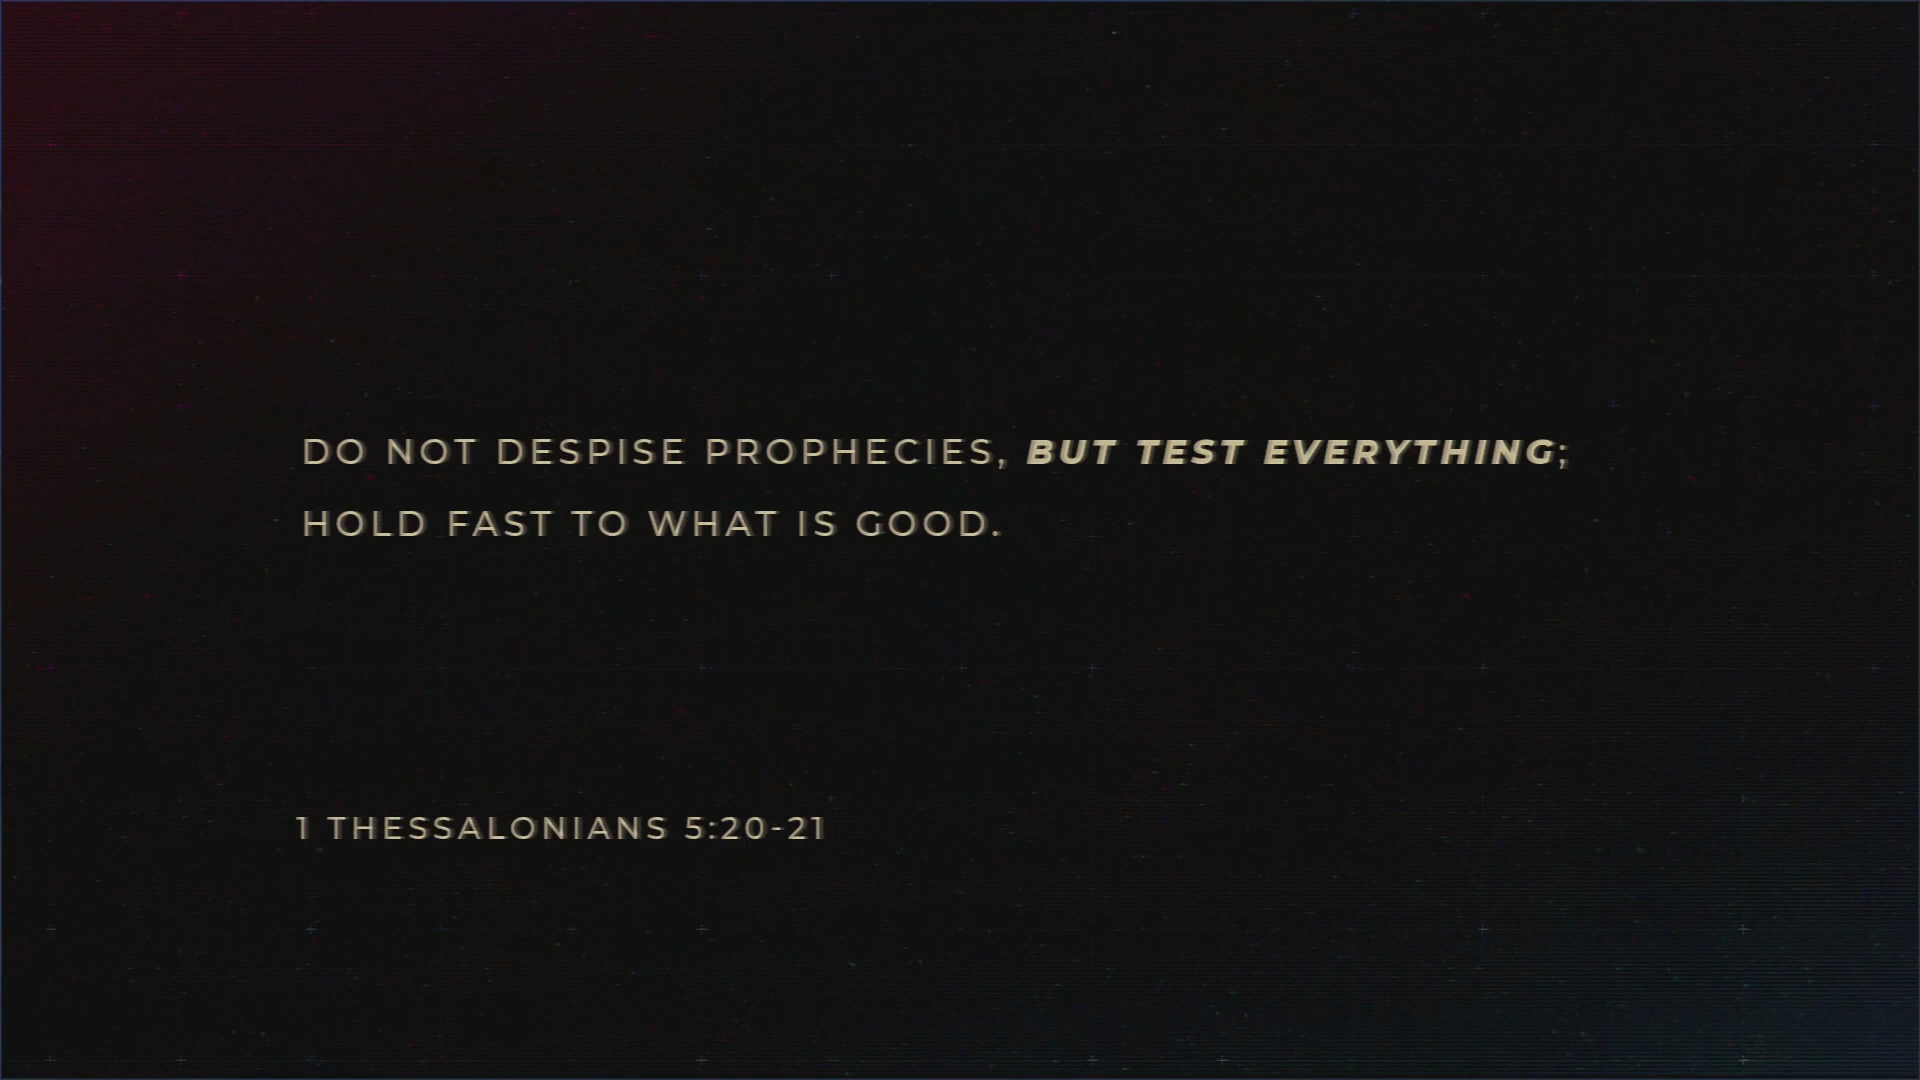 DO NOT DESPISE PROPHECIES, BUT TEST EVERYTHING;
HOLD FAST TO WHAT IS GOOD.
1 THESSALONIANS 5:20-21